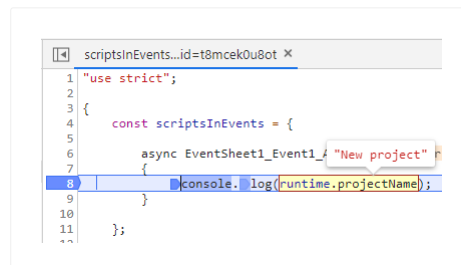 scriptsInEvents...id=t8mcek0u8ot ×
1 "use strict";
2
3 {
4 const scriptsInEvents = {
5
6 async EventSheet1_Event1_A
"New project"
7 {
8 console.log(runtime.projectName);
9 }
10
11 };